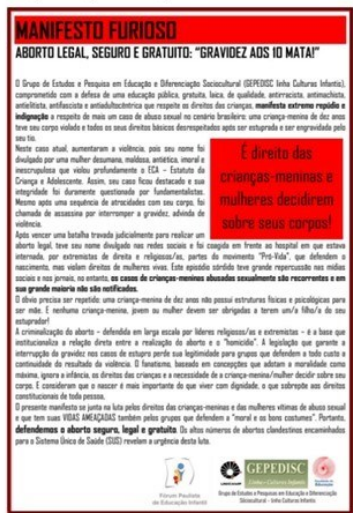 MANIFESTO FURIOSO
ABORTO LEGAL, SEGURO E GRATUITO: “GRAVIDEZ AOS 10 MATA!”
O Grupo de Estudos e Pesquisa em Educação e Diferenciação Sociocultural (GEPEDISC linha Culturas Infantis),
comprometido com a defesa de uma educação pública, gratuita, laica, de qualidade, antirracista, antimachista,
antielitista, antifascista e antiadultocêntrica que respeite os direitos das crianças, manifesta extremo repúdio e
indignação a respeito de mais um caso de abuso sexual no cenário brasileiro: uma criança-menina de dez anos
teve seu corpo violado e todos os seus direitos básicos desrespeitados após ser estuprada e ser engravidada pelo
seu tio.
Neste caso atual, aumentaram a violência, pois seu nome foi
divulgado por uma mulher desumana, maldosa, antiética, imoral e
inescrupulosa que violou profundamente o ECA – Estatuto da
Criança e Adolescente. Assim, seu caso ficou destacado e sua
integridade foi duramente questionada por fundamentalistas.
Mesmo após uma sequência de atrocidades com seu corpo, foi
chamada de assassina por interromper a gravidez, advinda de
violência.
É direito das
crianças-meninas e
mulheres decidirem
sobre seus corpos!
Após vencer uma batalha travada judicialmente para realizar um
aborto legal, teve seu nome divulgado nas redes sociais e foi coagida em frente ao hospital em que estava
internada, por extremistas de direita e religiosos/as, partes do movimento “Pró-Vida”, que defendem o
nascimento, mas violam direitos de mulheres vivas. Este episódio sórdido teve grande repercussão nas mídias
sociais e nos jornais, no entanto, os casos de crianças-meninas abusadas sexualmente são recorrentes e em
sua grande maioria não são notificados.
O óbvio precisa ser repetido: uma criança-menina de dez anos não possui estruturas físicas e psicológicas para
ser mãe. E nenhuma criança-menina, jovem ou mulher devem ser obrigadas a terem um/a filho/a do seu
estuprador!
A criminalização do aborto – defendida em larga escala por líderes religiosos/as e extremistas – é a base que
institucionaliza a relação direta entre a realização do aborto e o “homicídio”. A legislação que garante a
interrupção da gravidez nos casos de estupro perde sua legitimidade para grupos que defendem a todo custo a
continuidade do resultado da violência. O fanatismo, baseado em concepções que adotam a moralidade como
máxima, ignora a infância, os direitos das crianças e a necessidade de a criança-menina/mulher decidir sobre seu
corpo. E consideram que o nascer é mais importante do que viver com dignidade, o que sobrepõe aos direitos
constitucionais de toda pessoa.
O presente manifesto se junta na luta pelos direitos das crianças-meninas e das mulheres vítimas de abuso sexual
e que tem suas VIDAS AMEAÇADAS também pelos grupos que defendem a “moral e os bons costumes”. Portanto,
defendemos o aborto seguro, legal e gratuito. Os altos números de abortos clandestinos encaminhados
para o Sistema Único de Saúde (SUS) revelam a urgência desta luta.
Fórum Paulista
de Educação Infantil
UNICAMP
GEPEDISC
Linha - Culturas Infantis
Grupo de Estudos e Pesquisas em Educação e Diferenciação
Sociocultural - linha Culturas Infantis